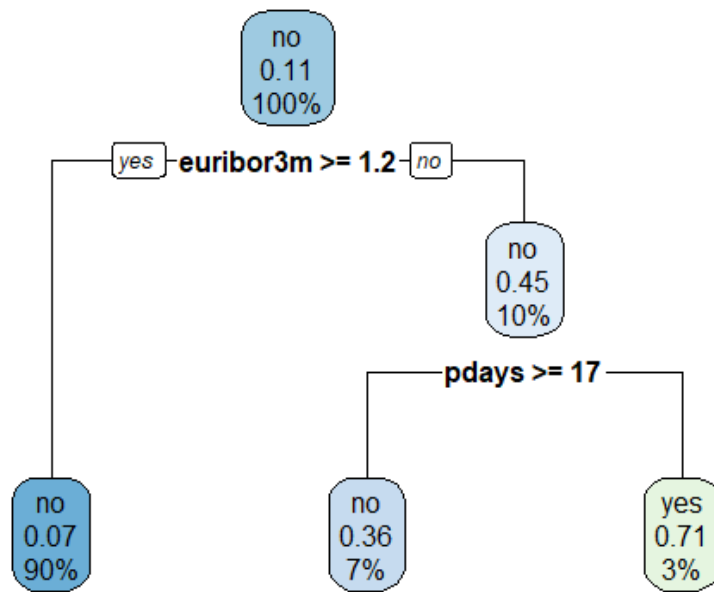 no
0.11
100%
yes euribor3m >= 1.2 no
no
0.45
10%
pdays >= 17
no
0.07
90%
no
0.36
7%
yes
0.71
3%